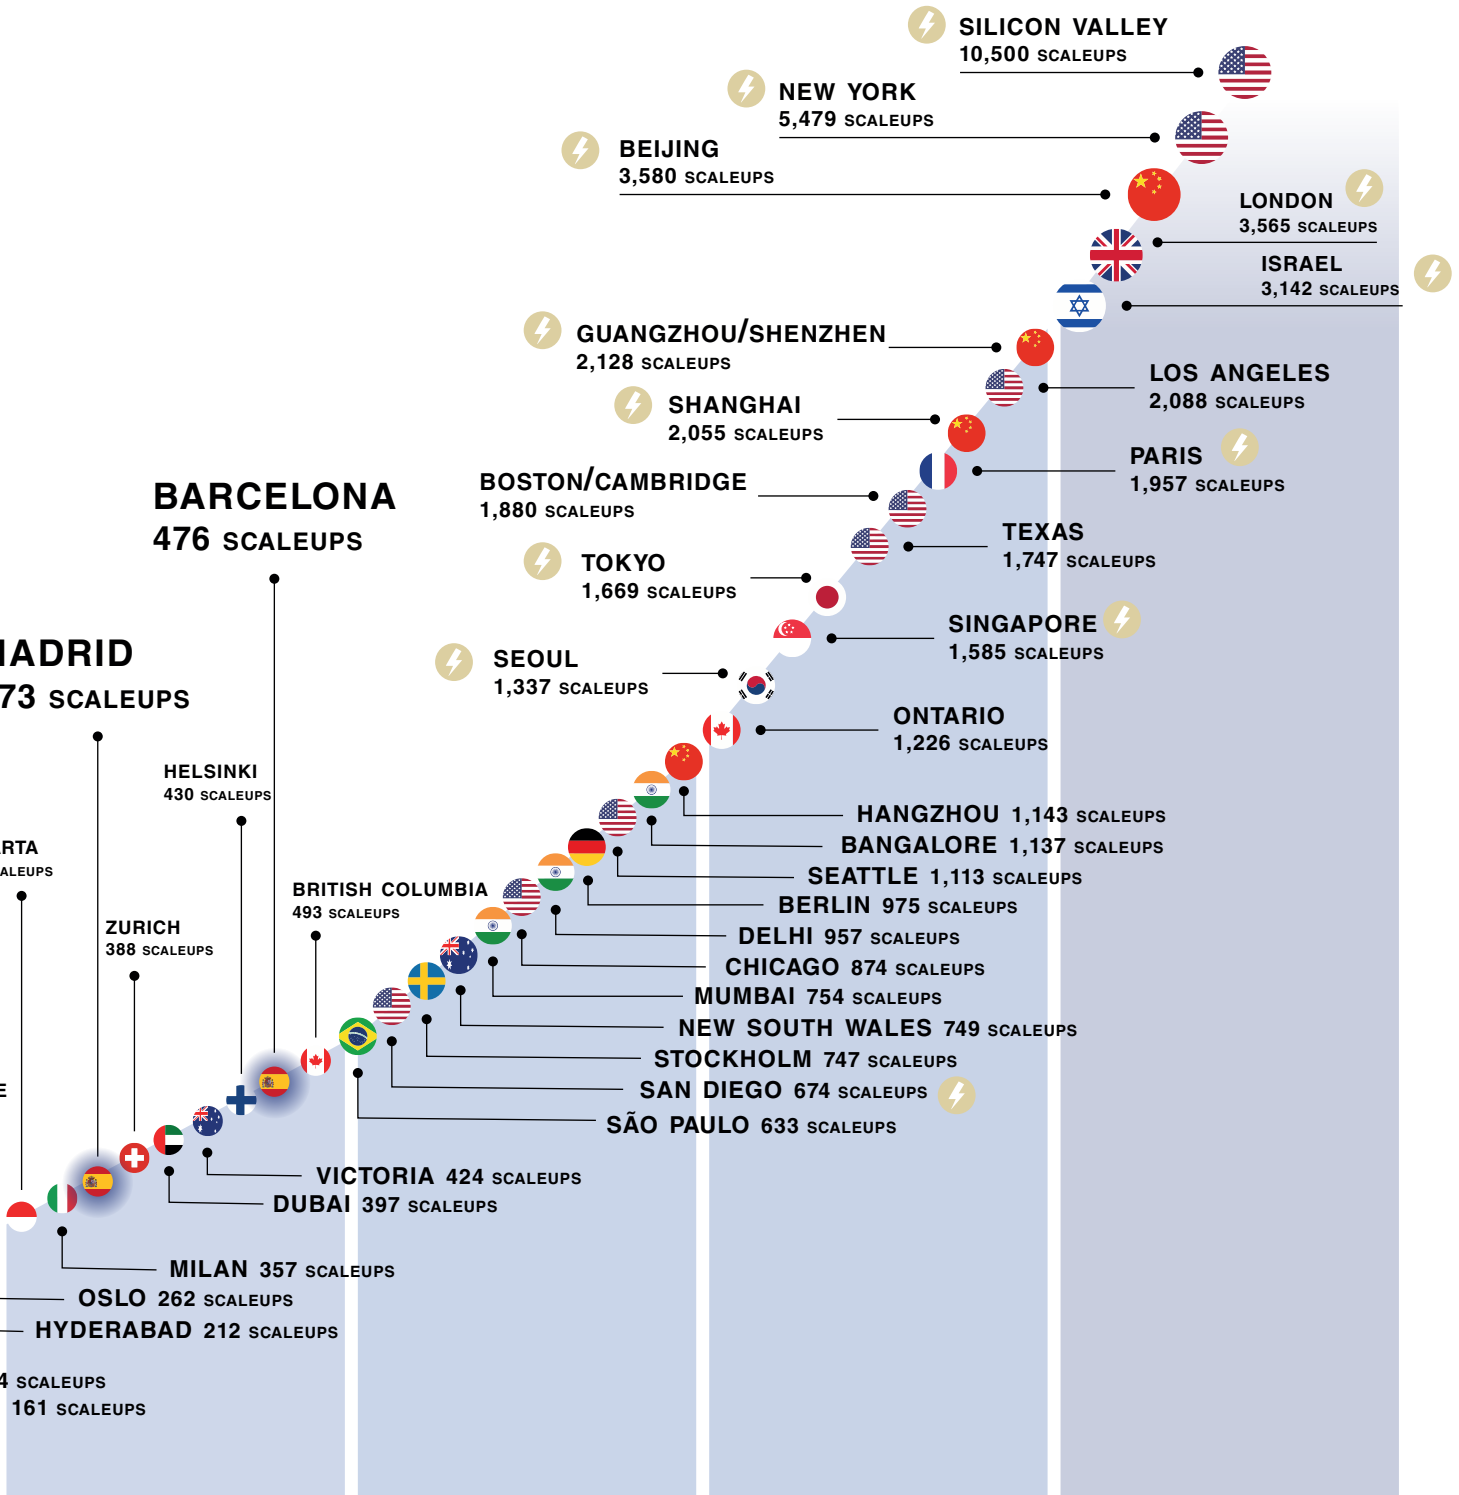 SILICON VALLEY
10,500 SCALEUPS
NEW YORK
5,479 SCALEUPS
BEIJING
3,580 SCALEUPS
LONDON
3,565 SCALEUPS
ISRAEL
3,142 SCALEUPS
GUANGZHOU/SHENZHEN
2,128 SCALEUPS
LOS ANGELES
2,088 SCALEUPS
SHANGHAI
2,055 SCALEUPS
PARIS
1,957 SCALEUPS
BOSTON/CAMBRIDGE
1,880 SCALEUPS
TEXAS
1,747 SCALEUPS
TOKYO
1,669 SCALEUPS
SINGAPORE
1,585 SCALEUPS
SEOUL
1,337 SCALEUPS
ONTARIO
1,226 SCALEUPS
HANGZHOU 1,143 SCALEUPS
BANGALORE 1,137 SCALEUPS
SEATTLE 1,113 SCALEUPS
BERLIN 975 SCALEUPS
DELHI 957 SCALEUPS
CHICAGO 874 SCALEUPS
MUMBAI 754 SCALEUPS
NEW SOUTH WALES 749 SCALEUPS
STOCKHOLM 747 SCALEUPS
SAN DIEGO 674 SCALEUPS
SÃO PAULO 633 SCALEUPS
BRITISH COLUMBIA
493 SCALEUPS
BARCELONA
476 SCALEUPS
HELSINKI
430 SCALEUPS
VICTORIA 424 SCALEUPS
DUBAI 397 SCALEUPS
ZURICH
388 SCALEUPS
ADRID
73 SCALEUPS
MILAN 357 SCALEUPS
RTA
ALEUPS
E
OSLO 262 SCALEUPS
HYDERABAD 212 SCALEUPS
4 SCALEUPS
161 SCALEUPS